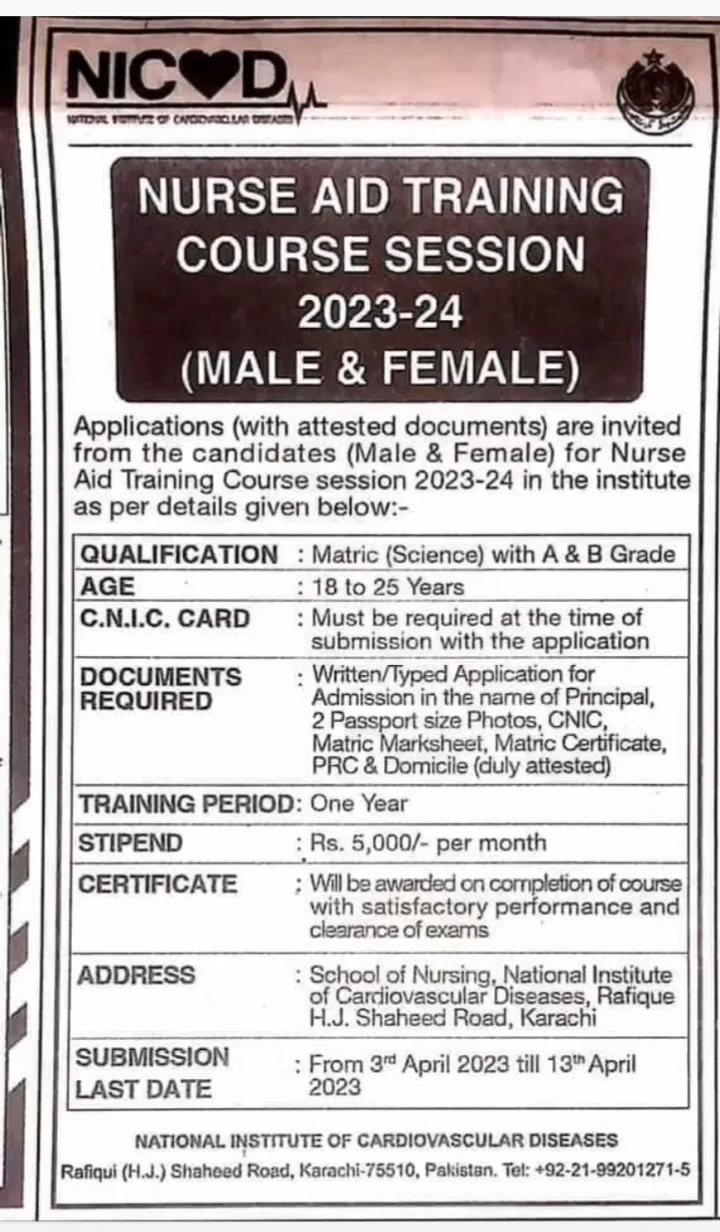 NICVD
NATIONAL INSTITUTE OF CARDIOVASCULAR DISEASES
NURSE AID TRAINING
COURSE SESSION
2023-24
(MALE & FEMALE)
Applications (with attested documents) are invited
from the candidates (Male & Female) for Nurse
Aid Training Course session 2023-24 in the institute
as per details given below:-
QUALIFICATION : Matric (Science) with A & B Grade
AGE : 18 to 25 Years
C.N.I.C. CARD : Must be required at the time of
submission with the application
DOCUMENTS : Written/Typed Application for
REQUIRED Admission in the name of Principal,
2 Passport size Photos, CNIC,
Matric Marksheet, Matric Certificate,
PRC & Domicile (duly attested)
TRAINING PERIOD: One Year
STIPEND : Rs. 5,000/- per month
CERTIFICATE : Will be awarded on completion of course
with satisfactory performance and
clearance of exams
ADDRESS : School of Nursing, National Institute
of Cardiovascular Diseases, Rafique
H.J. Shaheed Road, Karachi
SUBMISSION : From 3rd April 2023 till 13th April
LAST DATE 2023
NATIONAL INSTITUTE OF CARDIOVASCULAR DISEASES
Rafiqui (H.J.) Shaheed Road, Karachi-75510, Pakistan. Tel: +92-21-99201271-5